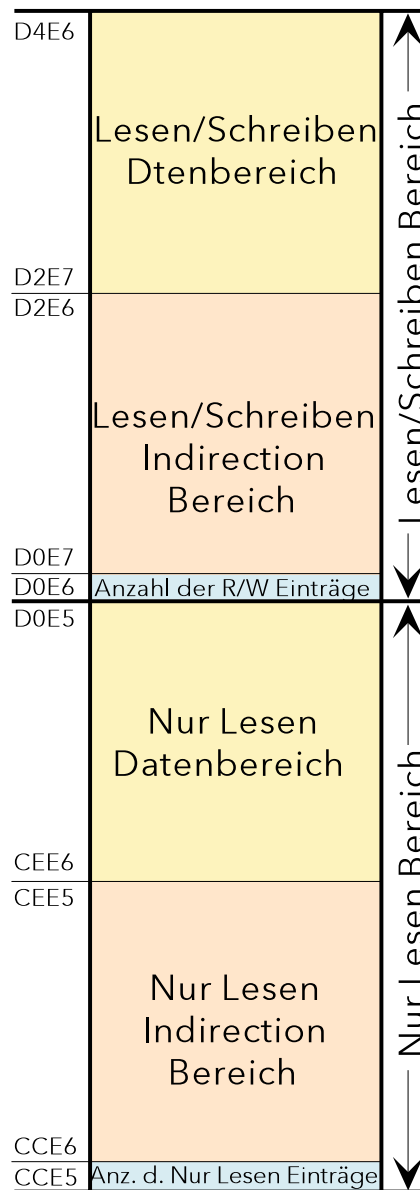 D4E6
Lesen/Schreiben
Dtenbereich
D2E7
D2E6
Lesen/Schreiben
Indirection
Bereich
D0E7
D0E6
Anzahl der R/W Einträge
Lesen/Schreiben Bereich
D0E5
Nur Lesen
Datenbereich
CEE6
CEE5
Nur Lesen
Indirection
Bereich
CCE6
CCE5
Anz. d. Nur Lesen Einträge
Nur Lesen Bereich